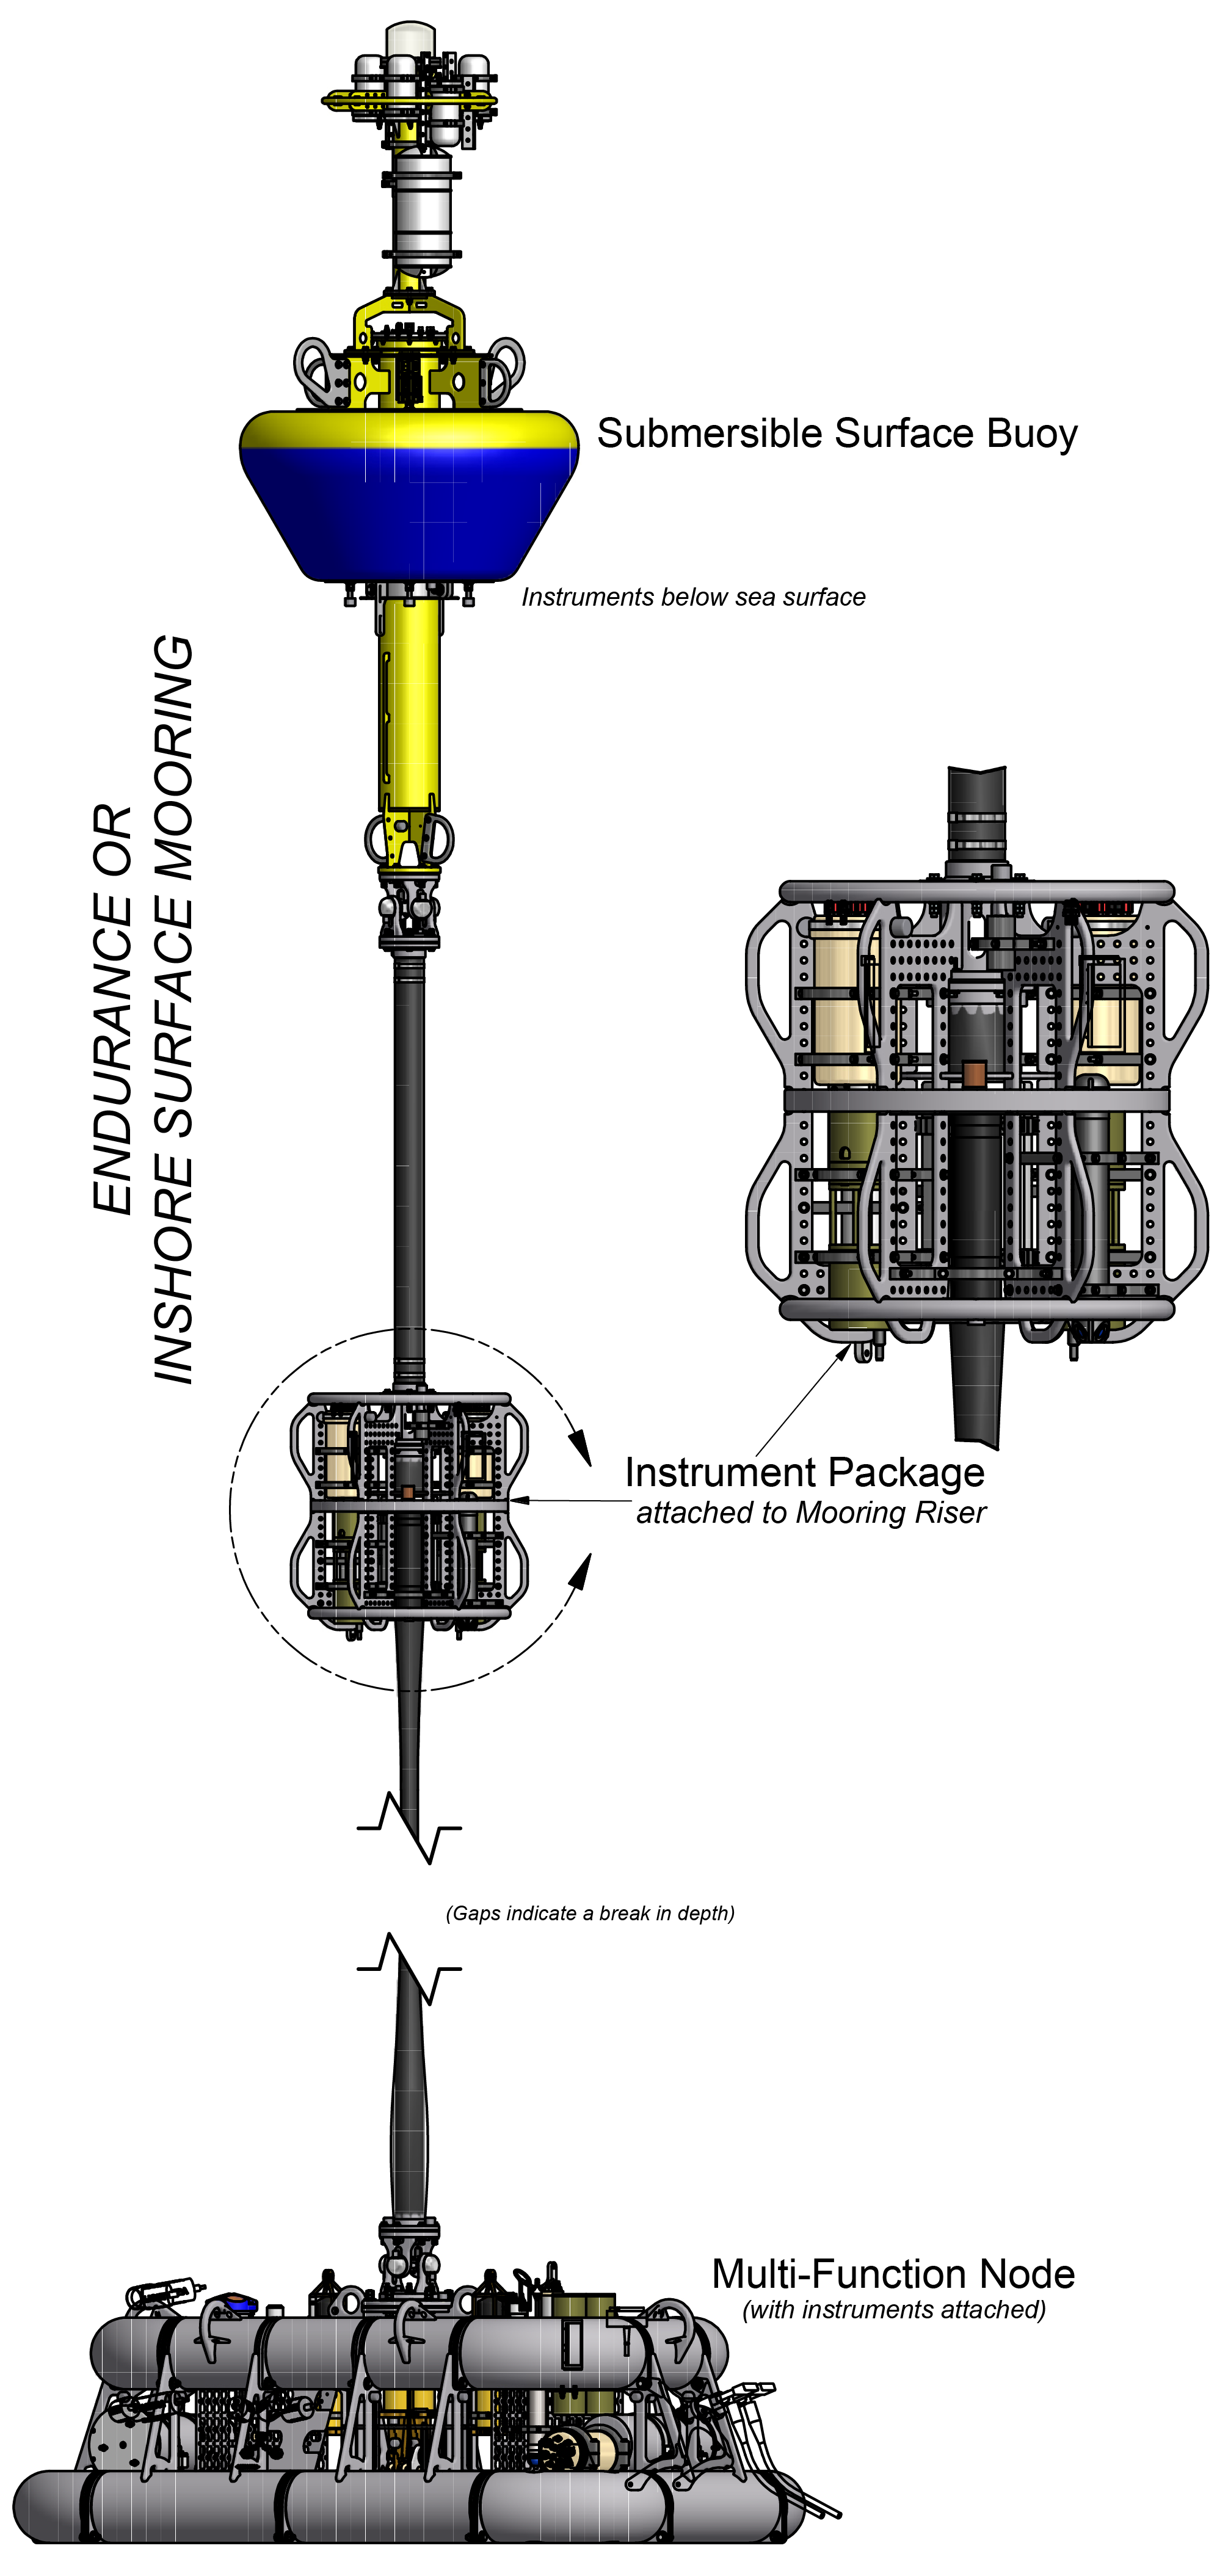 ENDURANCE OR
INSHORE SURFACE MOORING
Submersible Surface Buoy
Instruments below sea surface
Instrument Package
attached to Mooring Riser
(Gaps indicate a break in depth)
Multi-Function Node
(with instruments attached)